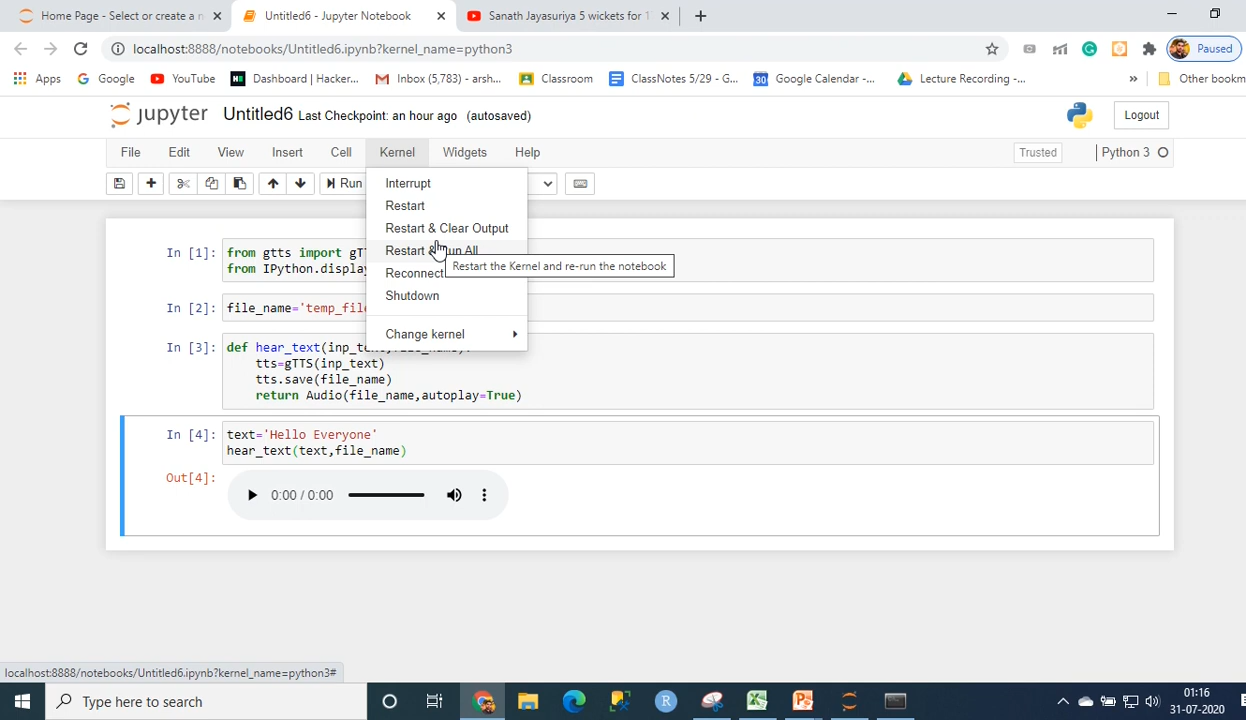 Home Page - Select or create a n
Untitled6 - Jupyter Notebook
Sanath Jayasuriya 5 wickets for 1
localhost:8888/notebooks/Untitled6.ipynb?kernel_name=python3
Paused
Apps
Google
YouTube
Dashboard | Hacker...
Inbox (5,783) - arsh...
Classroom
ClassNotes 5/29 - G...
Google Calendar -...
Lecture Recording -...
»
Other bookm
jupyter Untitled6 Last Checkpoint: an hour ago (autosaved)
Logout
File Edit View Insert Cell Kernel Widgets Help
Trusted
Python 3
Run
Interrupt
Restart
Restart & Clear Output
Restart & Run All
Restart the Kernel and re-run the notebook
Reconnect
Shutdown
Change kernel
In [1]: from gtts import gT
from IPython.display
In [2]: file_name='temp_file
In [3]: def hear_text(inp_text,file_name):
tts=gTTS(inp_text)
tts.save(file_name)
return Audio(file_name,autoplay=True)
In [4]: text='Hello Everyone'
hear_text(text,file_name)
Out[4]:
0:00 / 0:00
localhost:8888/notebooks/Untitled6.ipynb?kernel_name=python3#
Type here to search
01:16
31-07-2020